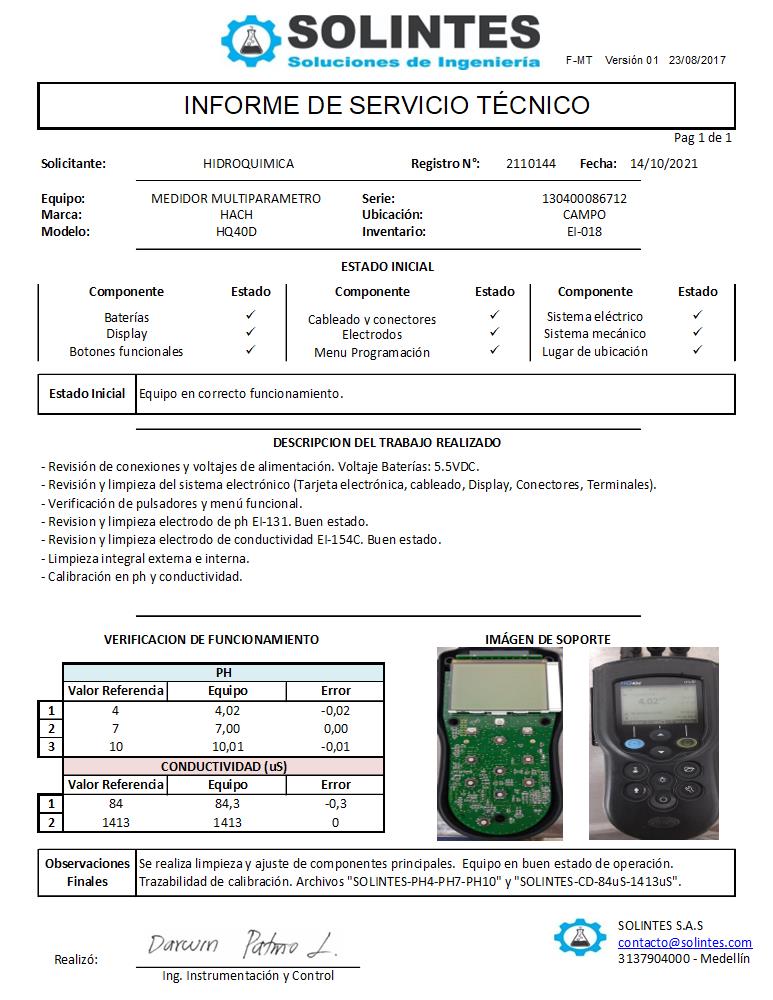 SOLINTES
Soluciones de Ingeniería
F-MT Versión 01 23/08/2017
INFORME DE SERVICIO TÉCNICO
Pag 1 de 1
Solicitante: HIDROQUIMICA Registro N°: 2110144 Fecha: 14/10/2021
Equipo: MEDIDOR MULTIPARAMETRO Serie: 130400086712
Marca: HACH Ubicación: CAMPO
Modelo: HQ40D Inventario: EI-018
ESTADO INICIAL
Componente Estado Componente Estado Componente Estado
Baterías ✓ Cableado y conectores ✓ Sistema eléctrico ✓
Display ✓ Electrodos ✓ Sistema mecánico ✓
Botones funcionales ✓ Menu Programación ✓ Lugar de ubicación ✓
Estado Inicial Equipo en correcto funcionamiento.
DESCRIPCION DEL TRABAJO REALIZADO
- Revisión de conexiones y voltajes de alimentación. Voltaje Baterías: 5.5VDC.
- Revisión y limpieza del sistema electrónico (Tarjeta electrónica, cableado, Display, Conectores, Terminales).
- Verificación de pulsadores y menú funcional.
- Revision y limpieza electrodo de ph EI-131. Buen estado.
- Revision y limpieza electrodo de conductividad EI-154C. Buen estado.
- Limpieza integral externa e interna.
- Calibración en ph y conductividad.
VERIFICACION DE FUNCIONAMIENTO IMÁGEN DE SOPORTE
PH
Valor Referencia Equipo Error
1 4 4,02 -0,02
2 7 7,00 0,00
3 10 10,01 -0,01
CONDUCTIVIDAD (uS)
Valor Referencia Equipo Error
1 84 84,3 -0,3
2 1413 1413 0
4,02
Observaciones Finales Se realiza limpieza y ajuste de componentes principales. Equipo en buen estado de operación.
Trazabilidad de calibración. Archivos "SOLINTES-PH4-PH7-PH10" y "SOLINTES-CD-84uS-1413uS".
Realizó: Darwin Patino L.
Ing. Instrumentación y Control
SOLINTES S.A.S
contacto@solintes.com
3137904000 - Medellín